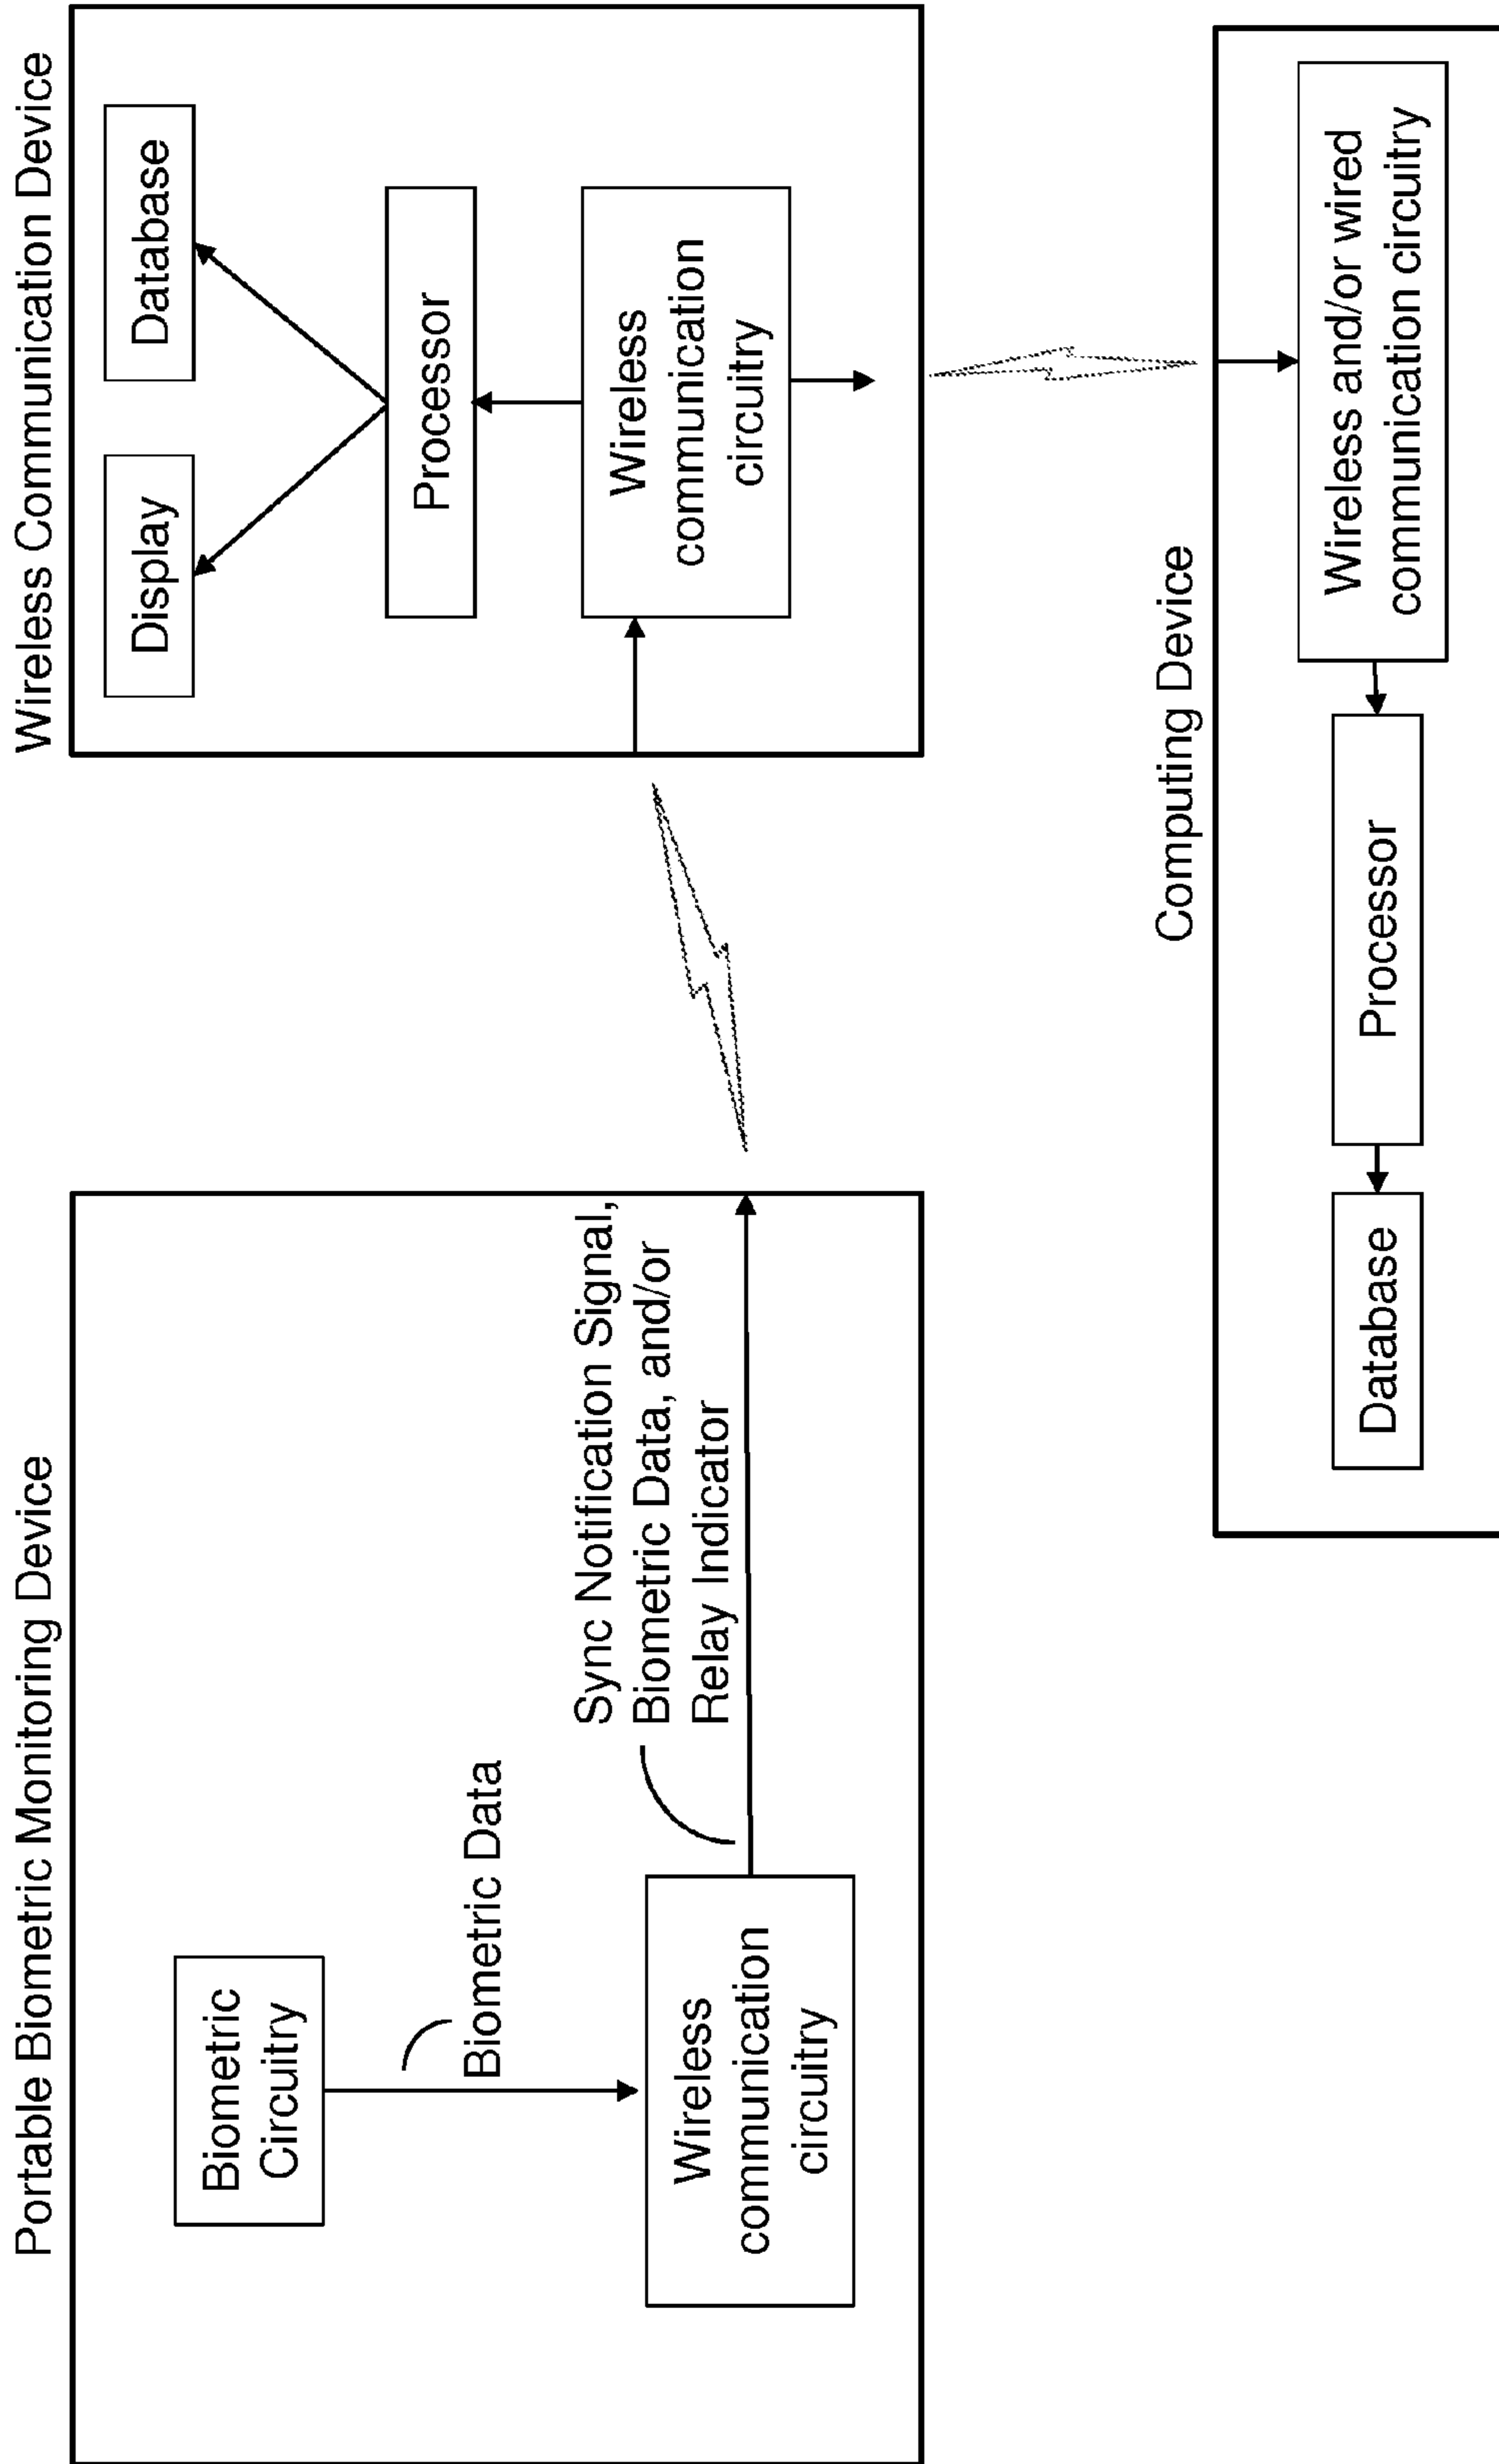 Portable Biometric Monitoring Device
Biometric
Circuitry
Biometric Data
Wireless
communication
circuitry
Sync Notification Signal,
Biometric Data, and/or
Relay Indicator
Wireless Communication Device
Display
Database
Processor
Wireless
communication
circuitry
Computing Device
Database
Processor
Wireless and/or wired
communication circuitry